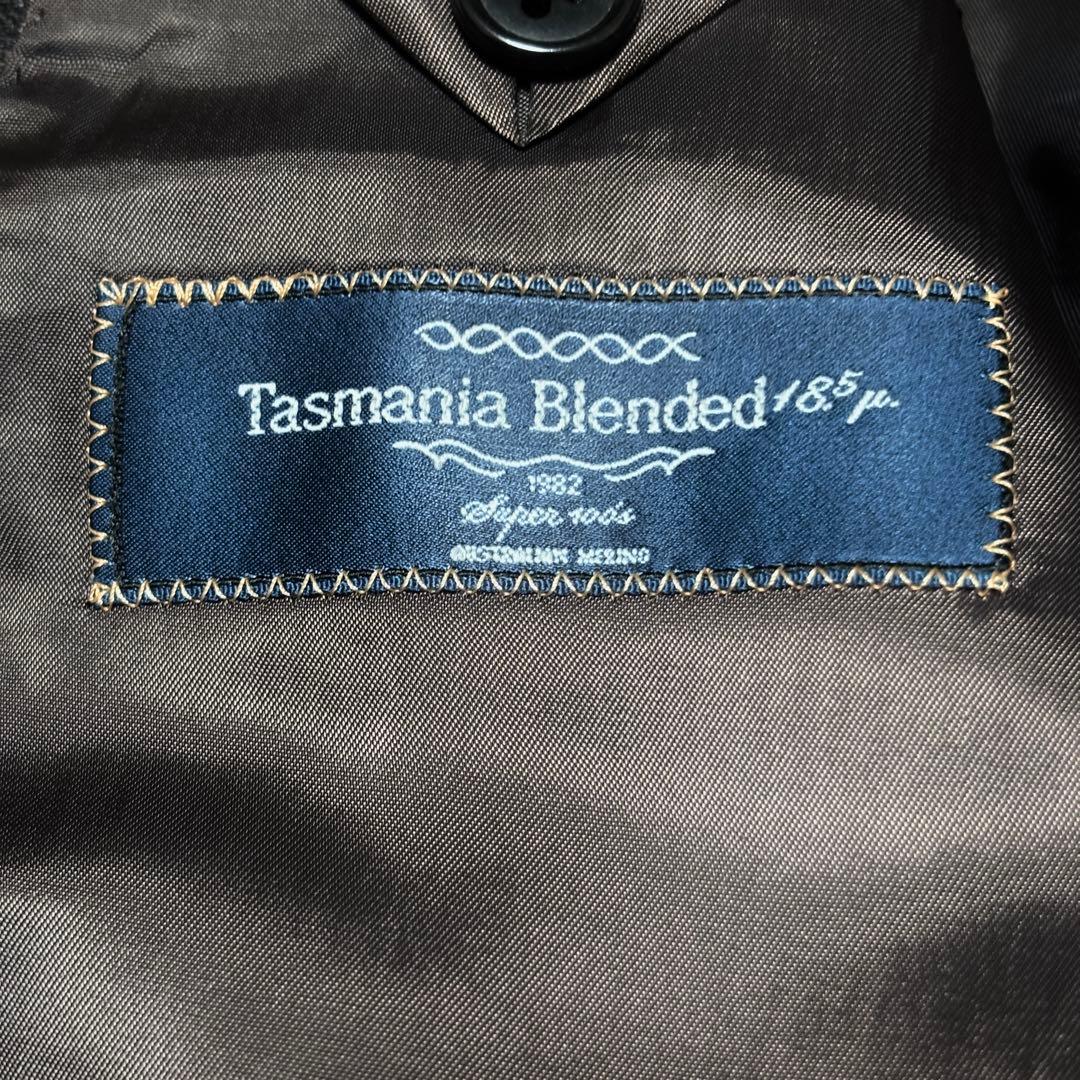 Tasmania Blended 18.5μ.
1982
Super 100's
AUSTRALIAN MERINO